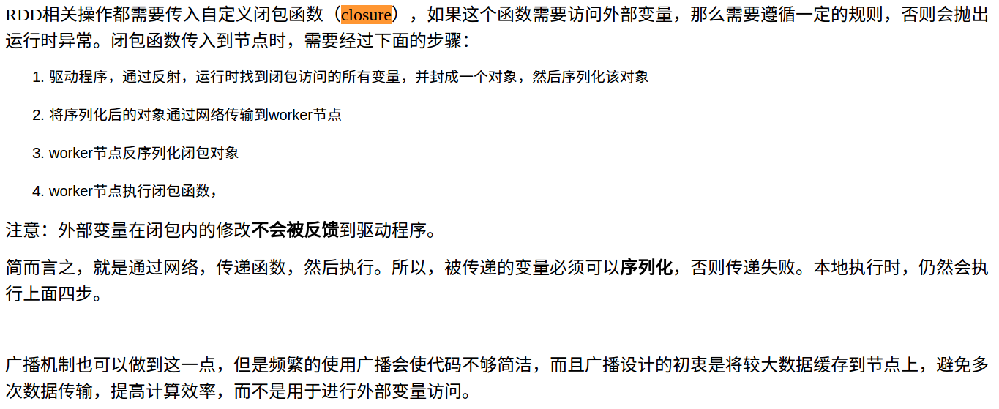 RDD相关操作都需要传入自定义闭包函数（closure），如果这个函数需要访问外部变量，那么需要遵循一定的规则，否则会抛出
运行时异常。闭包函数传入到节点时，需要经过下面的步骤：
1. 驱动程序，通过反射，运行时找到闭包访问的所有变量，并封成一个对象，然后序列化该对象
2. 将序列化后的对象通过网络传输到worker节点
3. worker节点反序列化闭包对象
4. worker节点执行闭包函数，
注意：外部变量在闭包内的修改不会被反馈到驱动程序。
简而言之，就是通过网络，传递函数，然后执行。所以，被传递的变量必须可以序列化，否则传递失败。本地执行时，仍然会执
行上面四步。
广播机制也可以做到这一点，但是频繁的使用广播会使代码不够简洁，而且广播设计的初衷是将较大数据缓存到节点上，避免多
次数据传输，提高计算效率，而不是用于进行外部变量访问。